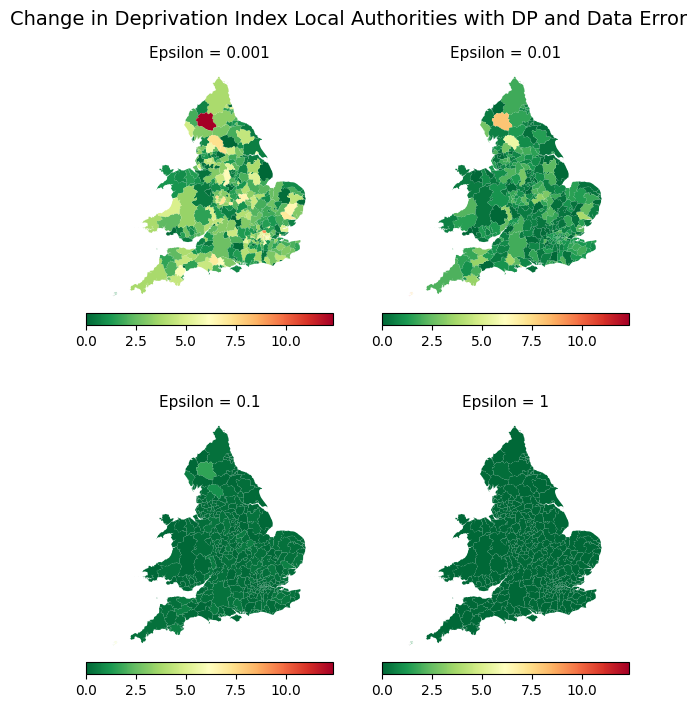 Change in Deprivation Index Local Authorities with DP and Data Error
Epsilon = 0.001
Epsilon = 0.01
0.0 2.5 5.0 7.5 10.0
0.0 2.5 5.0 7.5 10.0
Epsilon = 0.1
Epsilon = 1
0.0 2.5 5.0 7.5 10.0
0.0 2.5 5.0 7.5 10.0